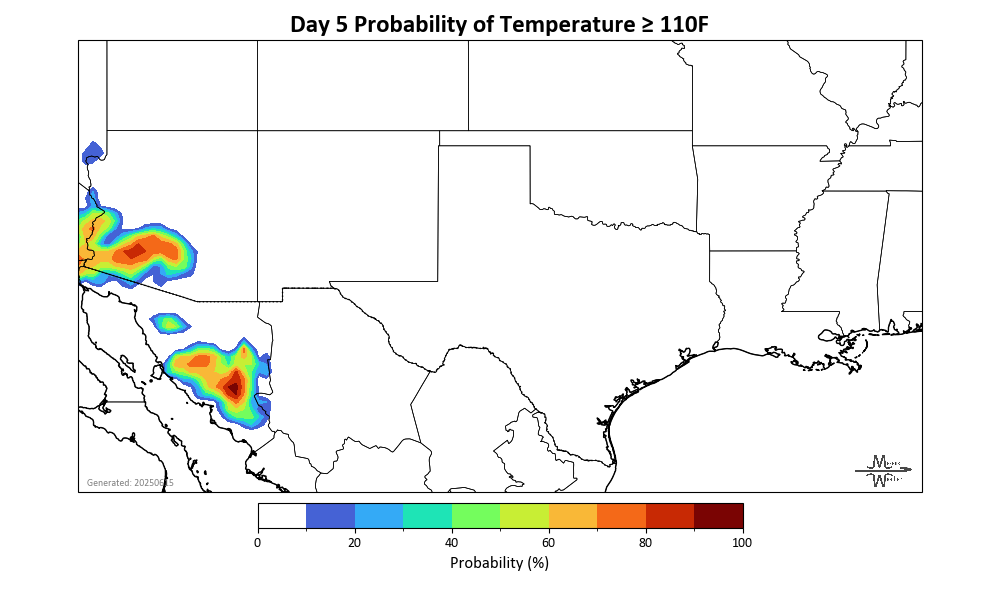 Day 5 Probability of Temperature ≥ 110F
Generated: 20250615
0 20 40 60 80 100
Probability (%)